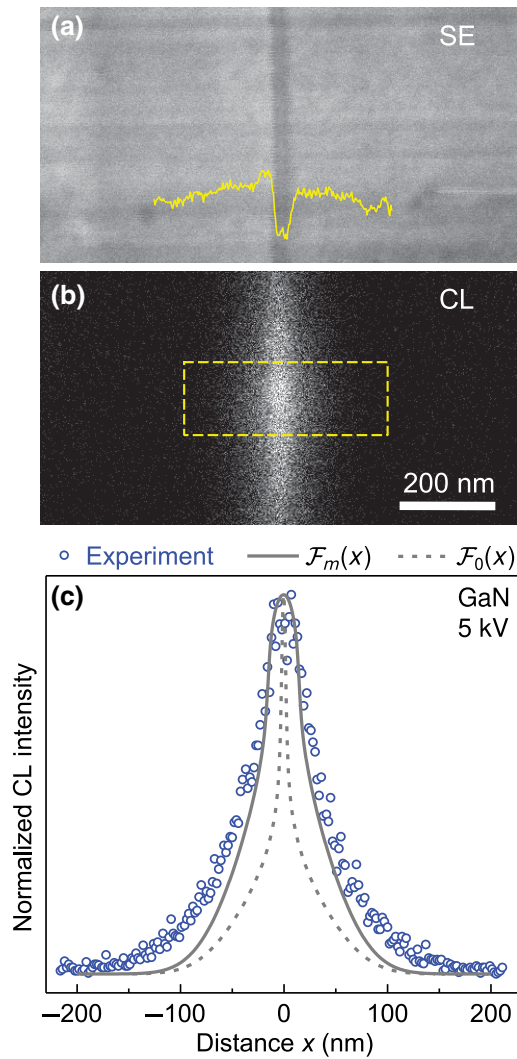 (a)
SE
(b)
CL
200 nm
Experiment ℱm(x) ℱ0(x)
(c)
GaN
5 kV
Normalized CL intensity
−200 −100 0 100 200
Distance x (nm)